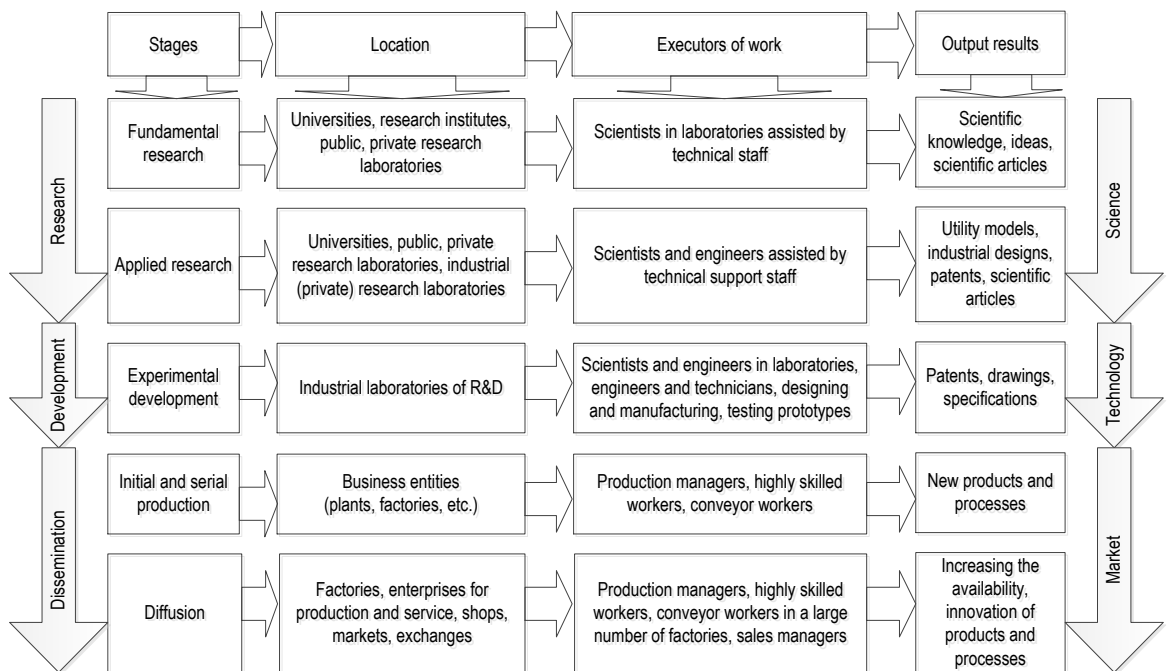 Stages
Location
Executors of work
Output results
Fundamental
research
Universities, research institutes,
public, private research
laboratories
Scientists in laboratories assisted by
technical staff
Scientific
knowledge, ideas,
scientific articles
Research
Science
Applied research
Universities, public, private
research laboratories, industrial
(private) research laboratories
Scientists and engineers assisted by
technical support staff
Utility models,
industrial designs,
patents, scientific
articles
Development
Technology
Experimental
development
Industrial laboratories of R&D
Scientists and engineers in laboratories,
engineers and technicians, designing
and manufacturing, testing prototypes
Patents, drawings,
specifications
Initial and serial
production
Business entities
(plants, factories, etc.)
Production managers, highly skilled
workers, conveyor workers
New products and
processes
Dissemination
Market
Diffusion
Factories, enterprises for
production and service, shops,
markets, exchanges
Production managers, highly skilled
workers, conveyor workers in a large
number of factories, sales managers
Increasing the
availability,
innovation of
products and
processes